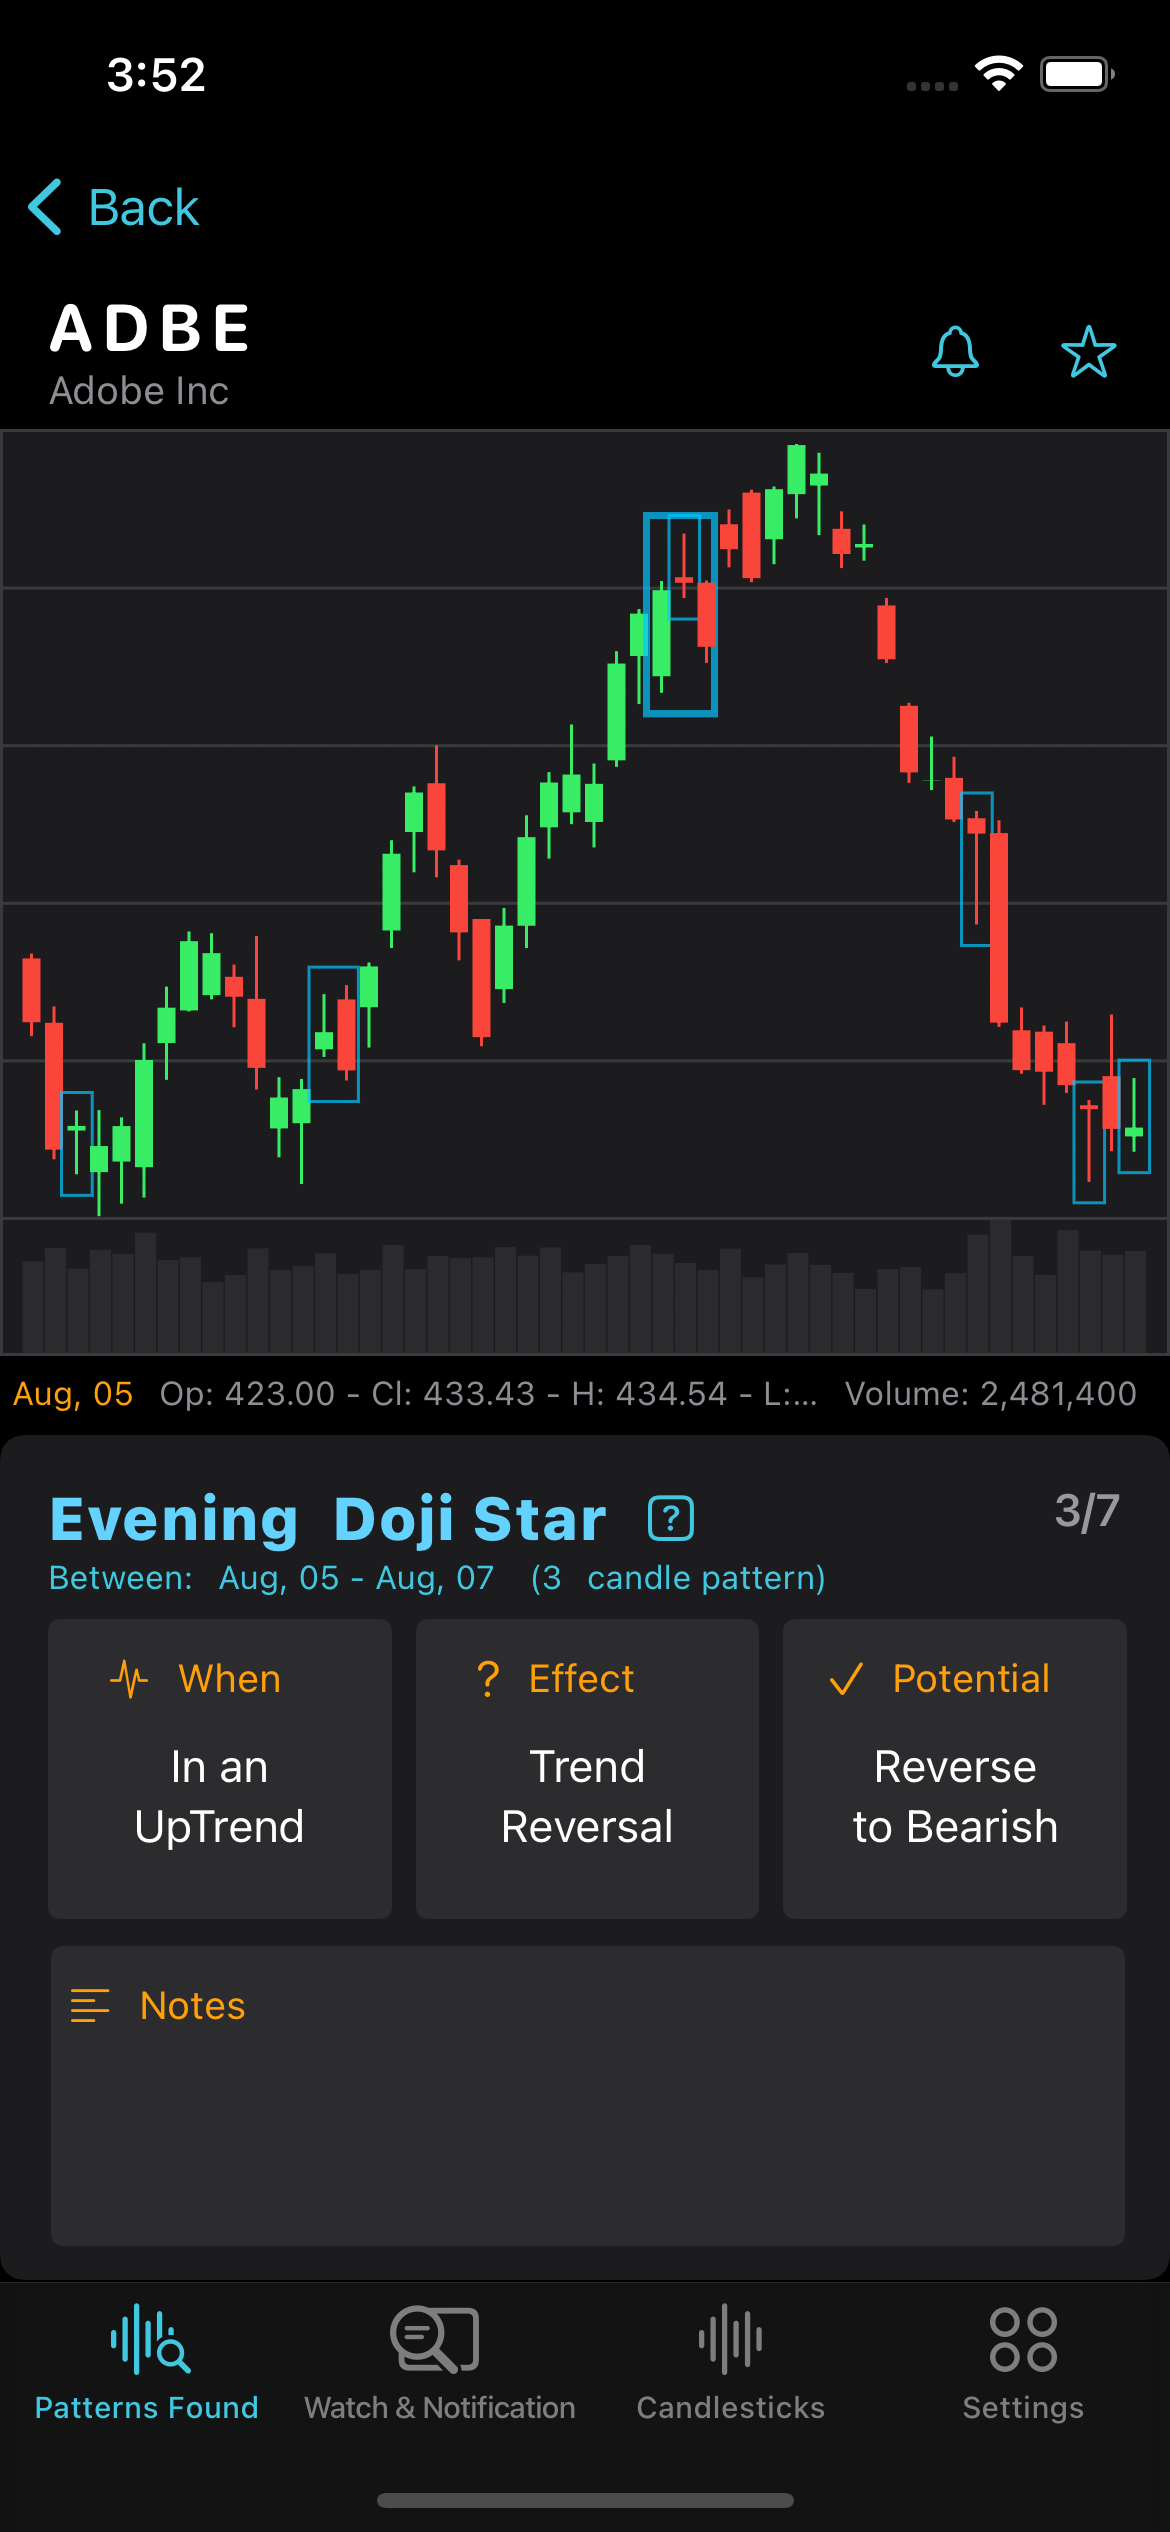 3:52
Back
ADBE
Adobe Inc
Aug, 05 Op: 423.00 - Cl: 433.43 - H: 434.54 - L:... Volume: 2,481,400
Evening Doji Star ? 3/7
Between: Aug, 05 - Aug, 07 (3 candle pattern)
When
In an
UpTrend
? Effect
Trend
Reversal
Potential
Reverse
to Bearish
Notes
Patterns Found Watch & Notification Candlesticks Settings